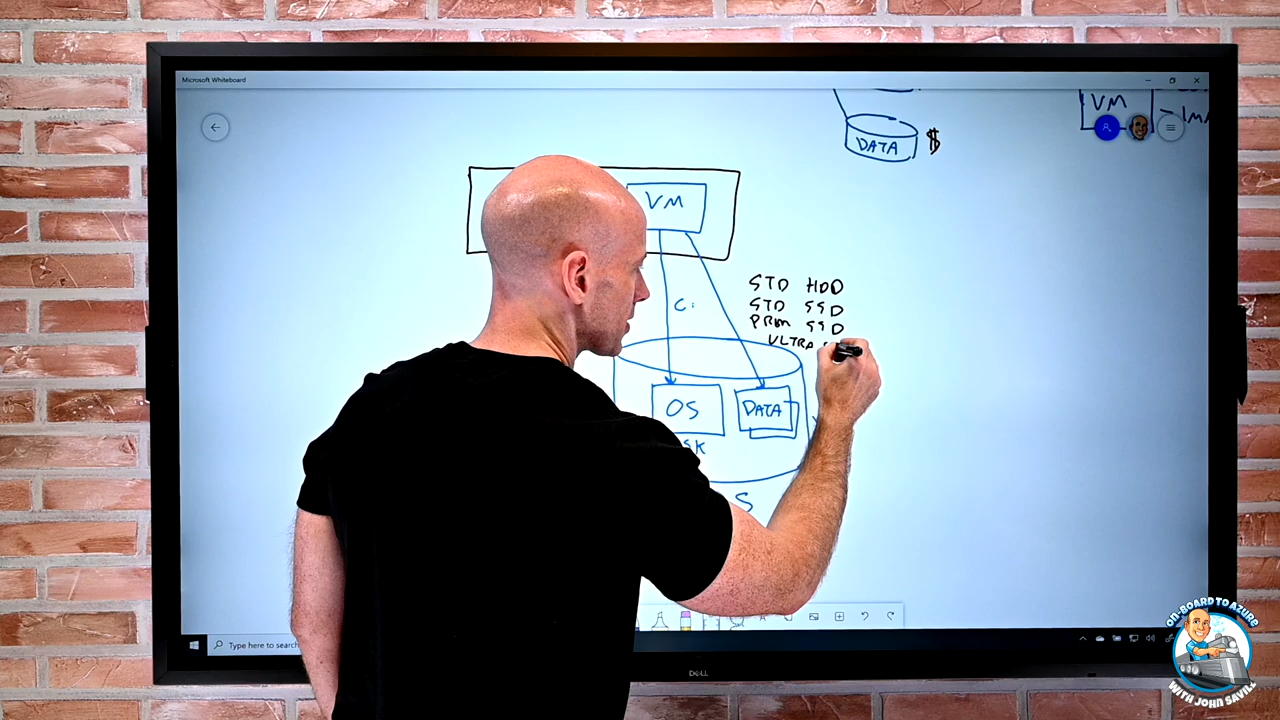 Microsoft Whiteboard
VM
DATA $
VM
STD HDD
STD SSD
PRM SSD
ULTRA
C:
OS
DATA
SK
S
Type here to search
DELL
ON-BOARD TO AZURE
WITH JOHN SAVILL